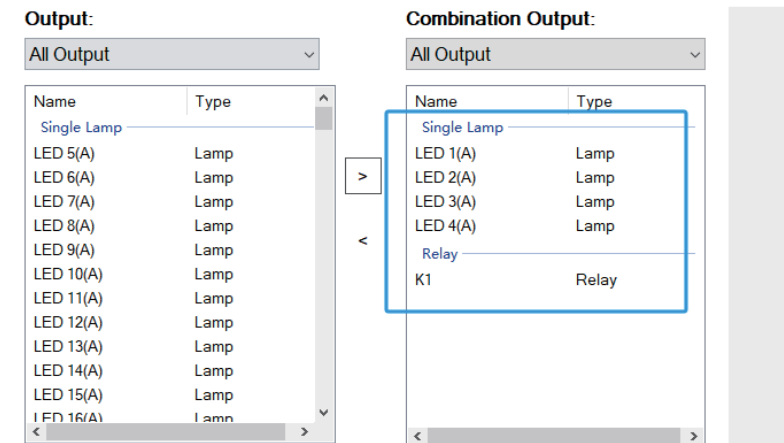 Output:
All Output
Name Type
Single Lamp
LED 5(A) Lamp
LED 6(A) Lamp
LED 7(A) Lamp
LED 8(A) Lamp
LED 9(A) Lamp
LED 10(A) Lamp
LED 11(A) Lamp
LED 12(A) Lamp
LED 13(A) Lamp
LED 14(A) Lamp
LED 15(A) Lamp
LED 16(A) Lamp
>
<
Combination Output:
All Output
Name Type
Single Lamp
LED 1(A) Lamp
LED 2(A) Lamp
LED 3(A) Lamp
LED 4(A) Lamp
Relay
K1 Relay